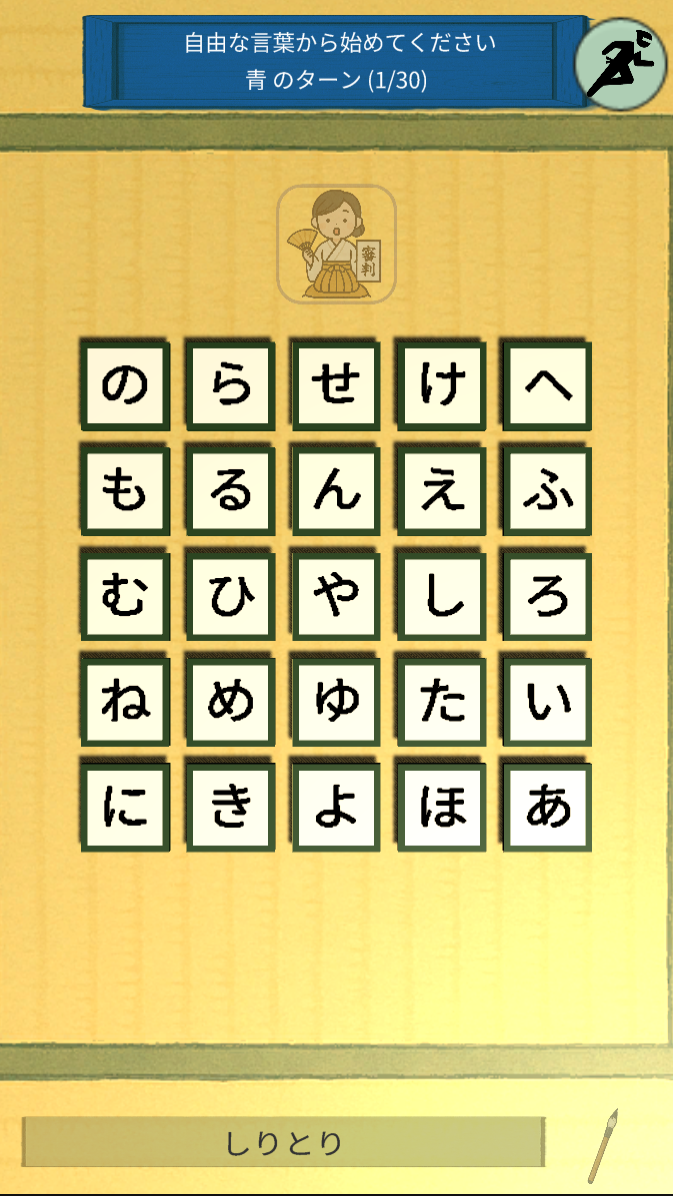 自由な言葉から始めてください
青 のターン (1/30)
審判
の ら せ け へ
も る ん え ふ
む ひ や し ろ
ね め ゆ た い
に き よ ほ あ
しりとり